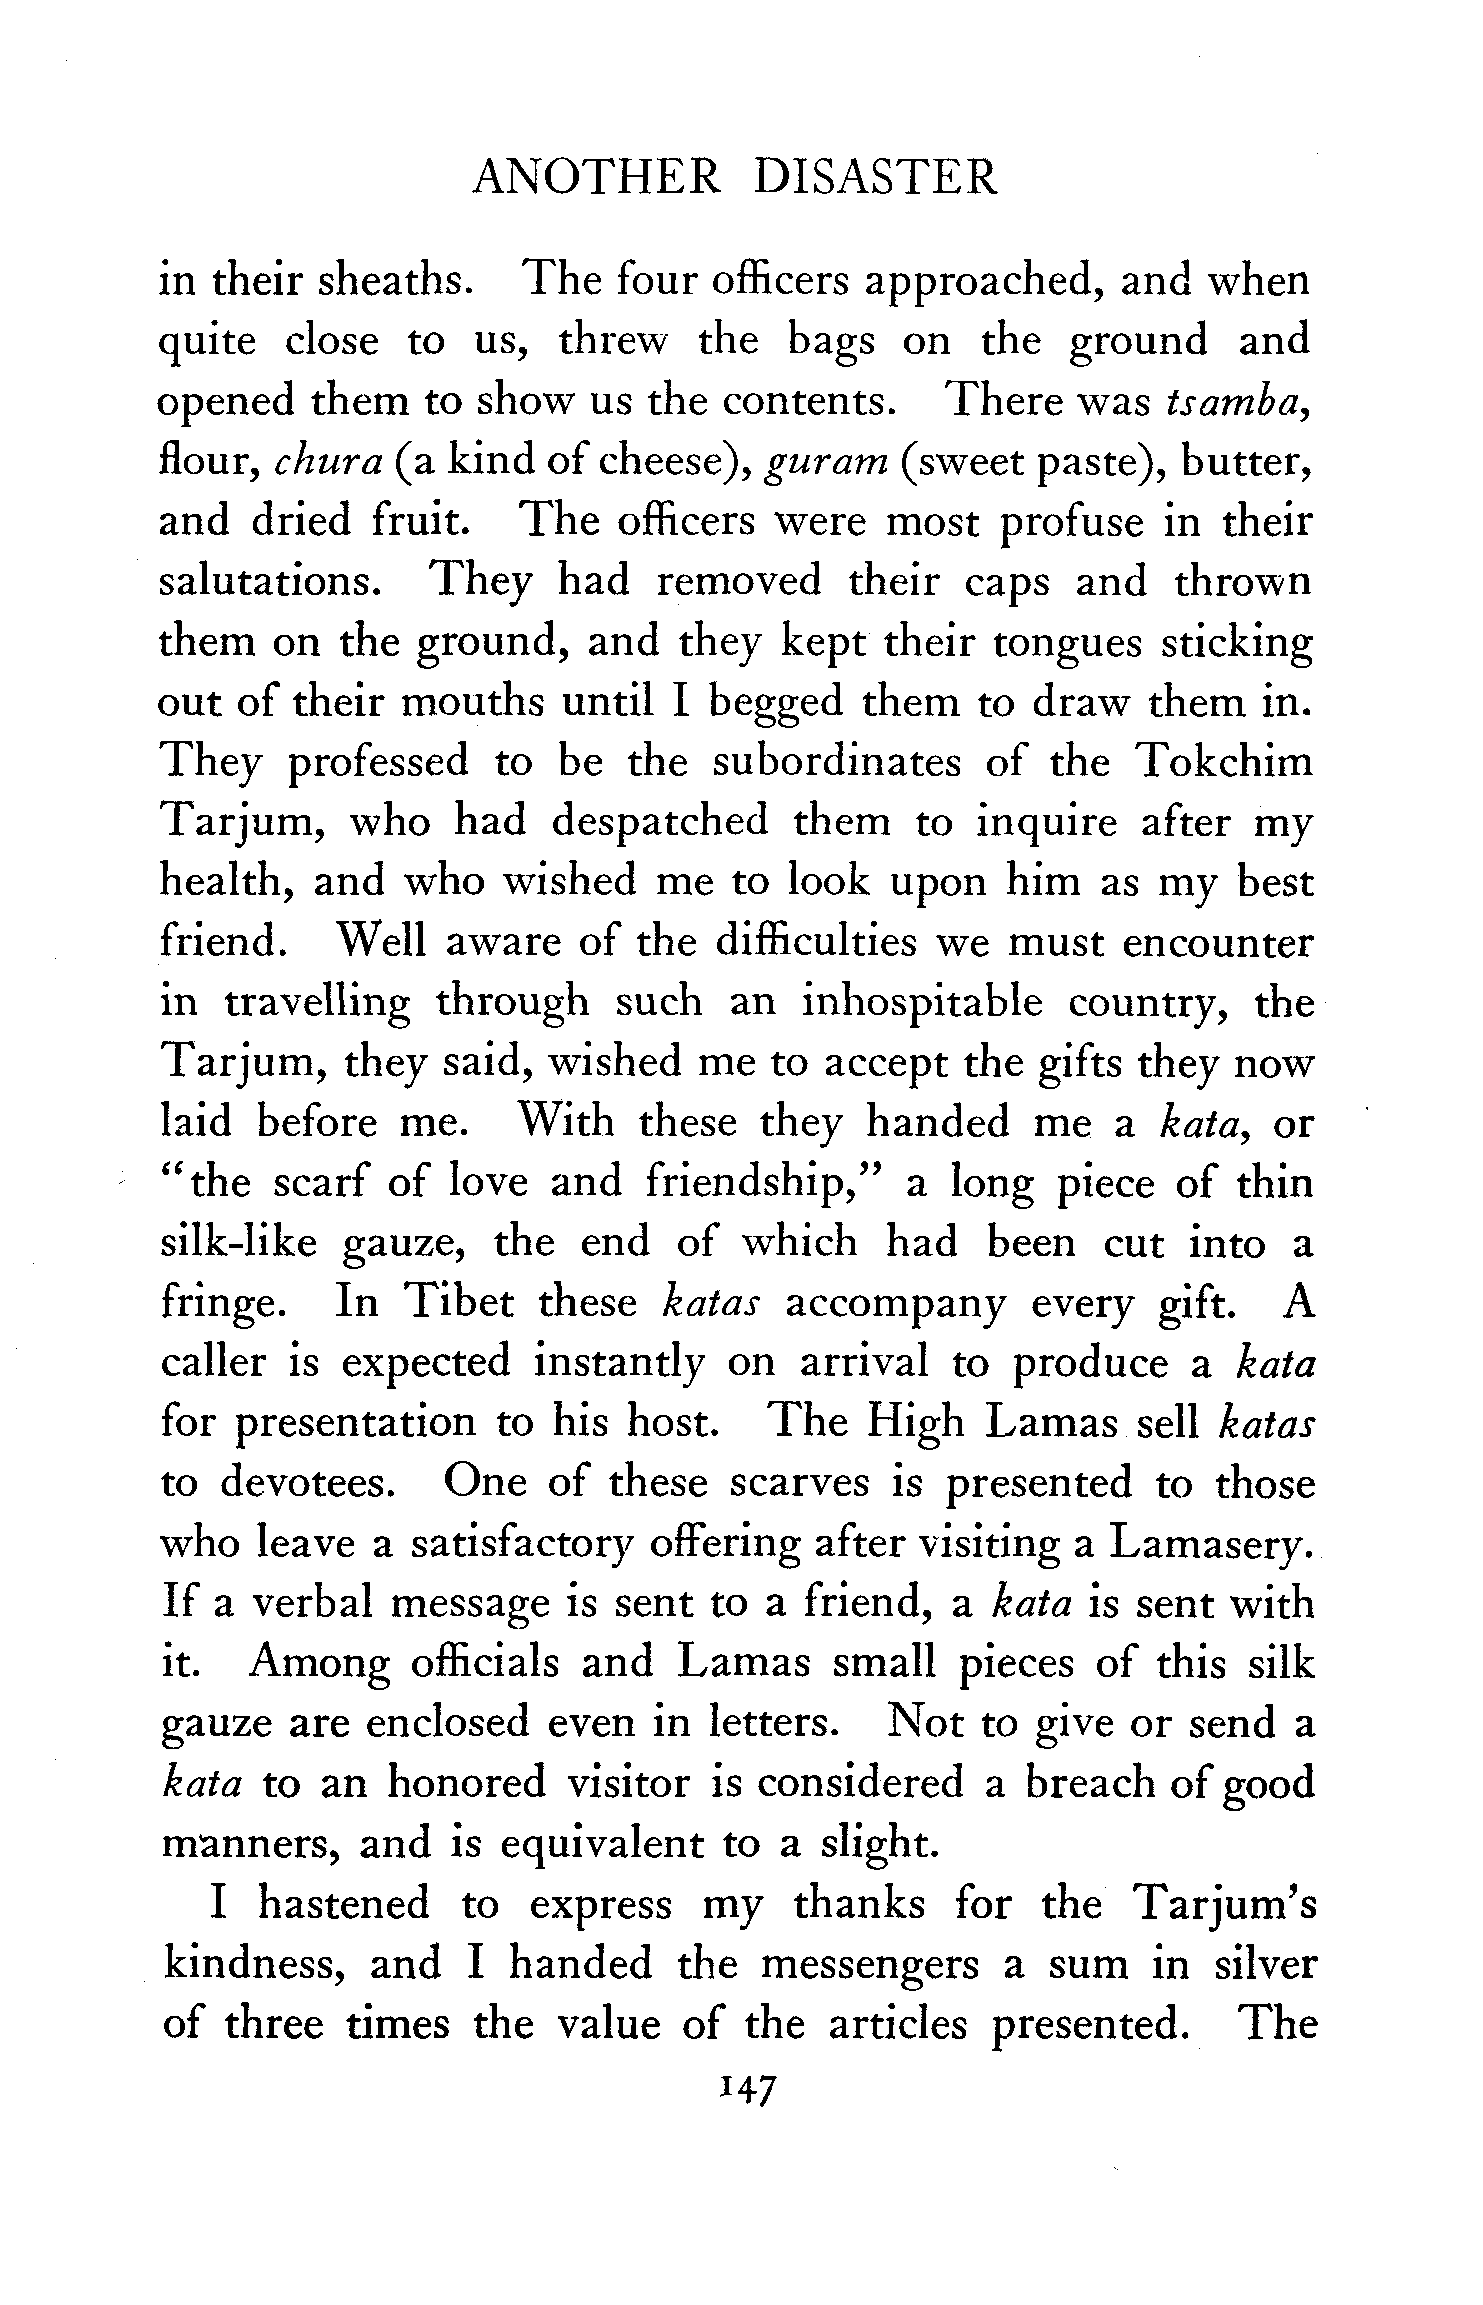 ANOTHER DISASTER
in their sheaths. The four officers approached, and when
quite close to us, threw the bags on the ground and
opened them to show us the contents. There was tsamba,
flour, chura (a kind of cheese), guram (sweet paste), butter,
and dried fruit. The officers were most profuse in their
salutations. They had removed their caps and thrown
them on the ground, and they kept their tongues sticking
out of their mouths until I begged them to draw them in.
They professed to be the subordinates of the Tokchim
Tarjum, who had despatched them to inquire after my
health, and who wished me to look upon him as my best
friend. Well aware of the difficulties we must encounter
in travelling through such an inhospitable country, the
Tarjum, they said, wished me to accept the gifts they now
laid before me. With these they handed me a kata, or
"the scarf of love and friendship," a long piece of thin
silk-like gauze, the end of which had been cut into a
fringe. In Tibet these katas accompany every gift. A
caller is expected instantly on arrival to produce a kata
for presentation to his host. The High Lamas sell katas
to devotees. One of these scarves is presented to those
who leave a satisfactory offering after visiting a Lamasery.
If a verbal message is sent to a friend, a kata is sent with
it. Among officials and Lamas small pieces of this silk
gauze are enclosed even in letters. Not to give or send a
kata to an honored visitor is considered a breach of good
manners, and is equivalent to a slight.
I hastened to express my thanks for the Tarjum's
kindness, and I handed the messengers a sum in silver
of three times the value of the articles presented. The
147